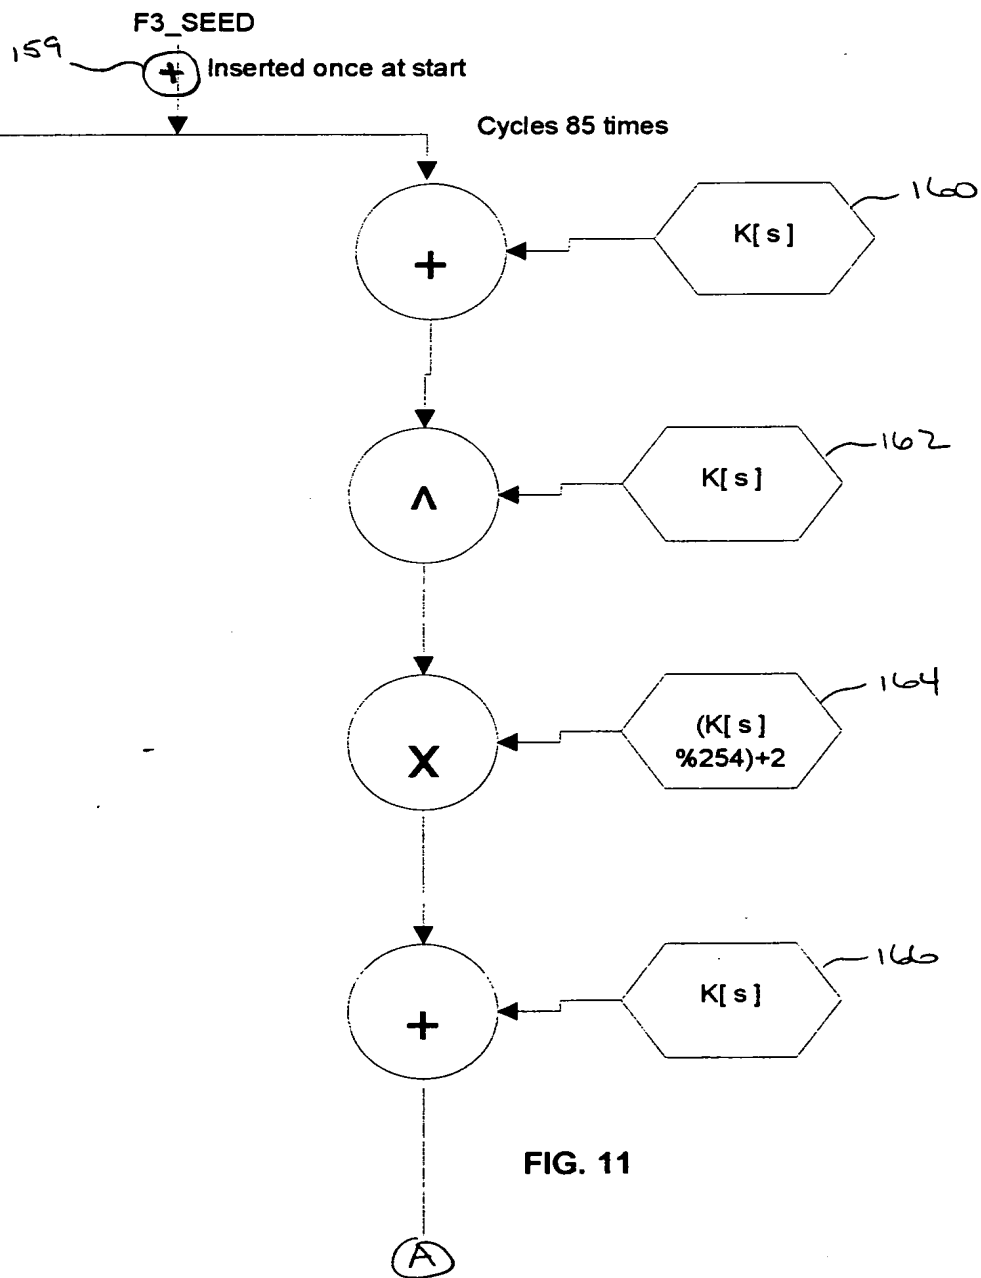 F3_SEED
159
+ Inserted once at start
Cycles 85 times
160
K[ s ]
+
162
K[ s ]
^
164
(K[ s ]
%254)+2
X
166
K[ s ]
+
FIG. 11
A